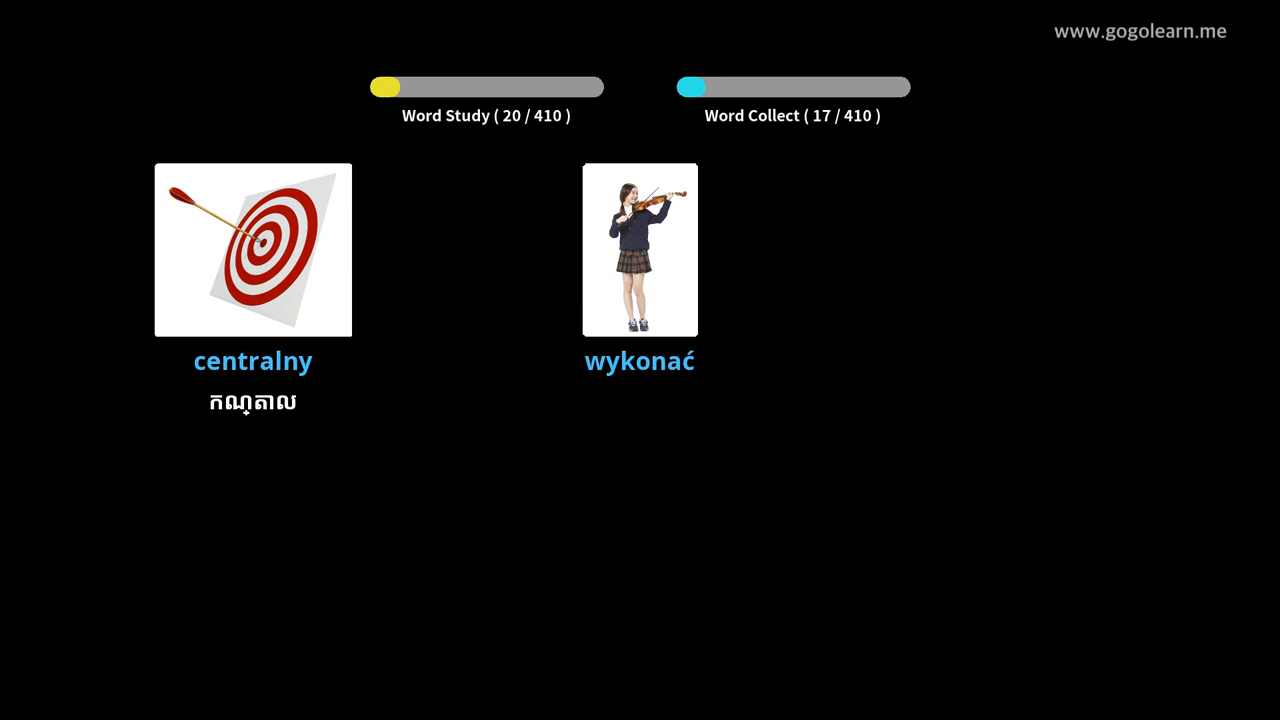 www.gogolearn.me
Word Study ( 20 / 410 )
Word Collect ( 17 / 410 )
centralny
wykonać
កណ្តាល